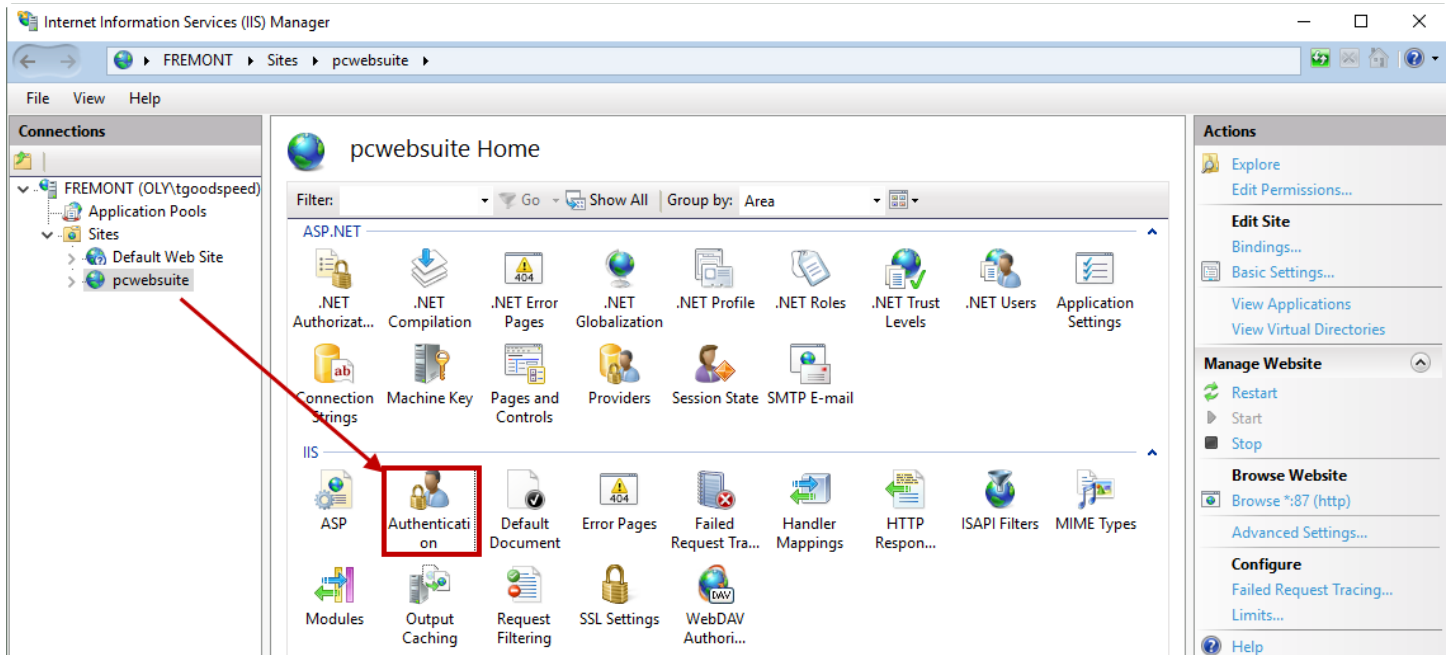 Internet Information Services (IIS) Manager
FREMONT Sites pcwebsuite
File View Help
Connections
FREMONT (OLY\tgoodspeed)
Application Pools
Sites
Default Web Site
pcwebsuite
pcwebsuite Home
Filter: Go Show All Group by: Area
ASP.NET
.NET .NET .NET Error .NET .NET Profile .NET Roles .NET Trust .NET Users Application
Authorizat... Compilation Pages Globalization Levels Settings
ab
Connection Machine Key Pages and Providers Session State SMTP E-mail
Strings Controls
IIS
ASP Authenticati Default Error Pages Failed Handler HTTP ISAPI Filters MIME Types
on Document Request Tra... Mappings Respon...
Modules Output Request SSL Settings WebDAV
Caching Filtering Authori...
404
404
DAV
Actions
Explore
Edit Permissions...
Edit Site
Bindings...
Basic Settings...
View Applications
View Virtual Directories
Manage Website
Restart
Start
Stop
Browse Website
Browse *:87 (http)
Advanced Settings...
Configure
Failed Request Tracing...
Limits...
Help